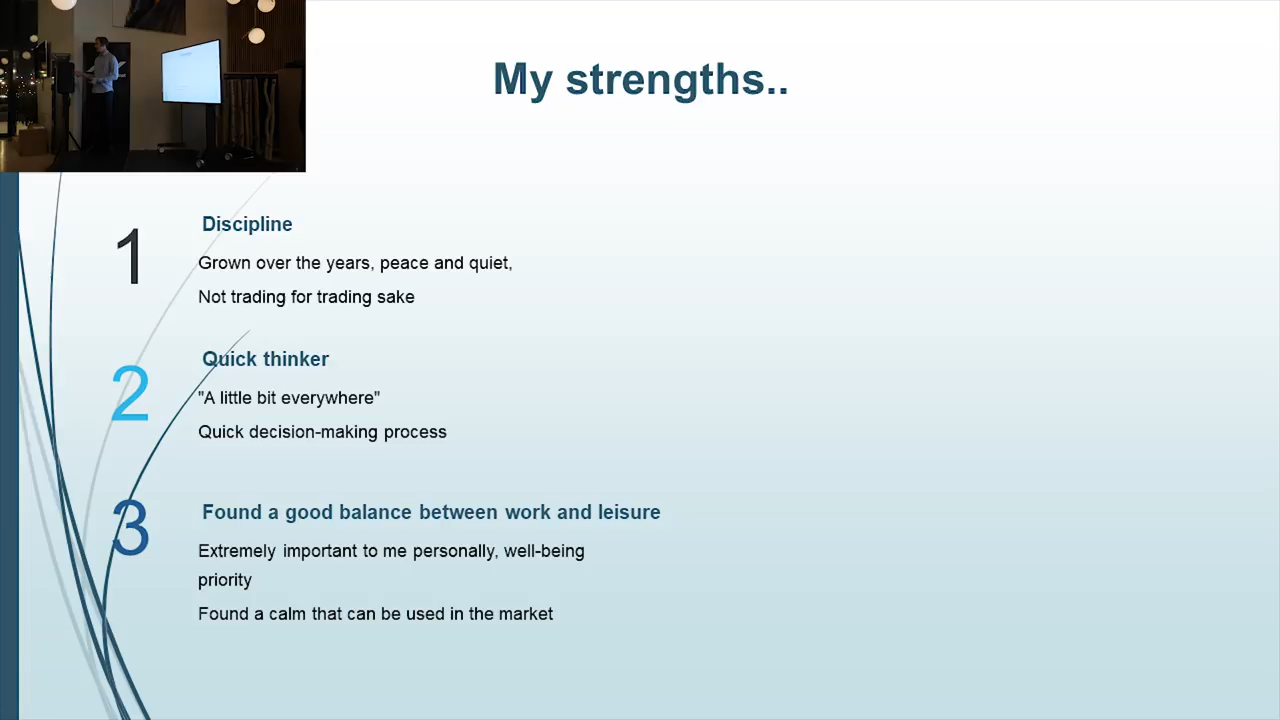 My strengths..
1
Discipline
Grown over the years, peace and quiet,
Not trading for trading sake
2
Quick thinker
"A little bit everywhere"
Quick decision-making process
3
Found a good balance between work and leisure
Extremely important to me personally, well-being
priority
Found a calm that can be used in the market